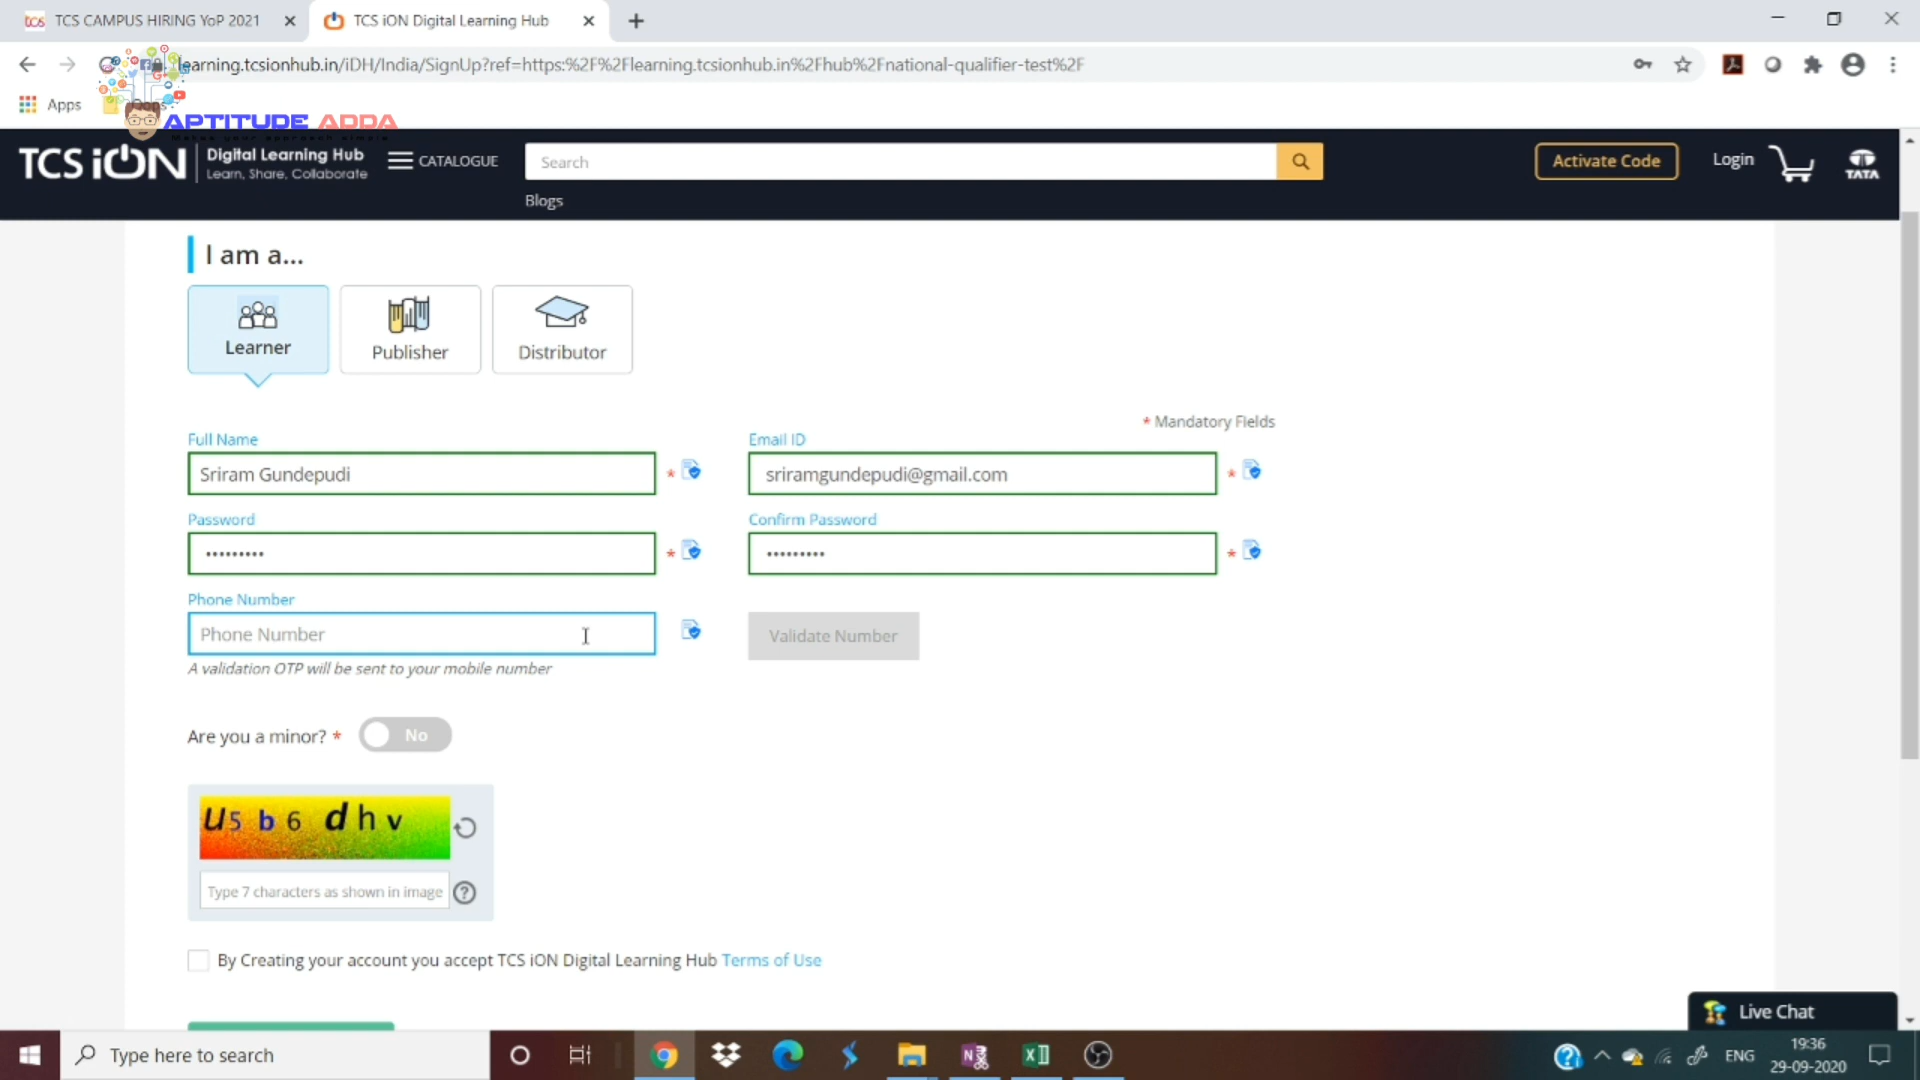 tcs TCS CAMPUS HIRING YoP 2021
TCS iON Digital Learning Hub
learning.tcsionhub.in/iDH/India/SignUp?ref=https:%2F%2Flearning.tcsionhub.in%2Fhub%2Fnational-qualifier-test%2F
Apps
APTITUDE ADDA
TCS iON
Digital Learning Hub
Learn, Share, Collaborate
CATALOGUE
Search
Activate Code
Login
TATA
Blogs
I am a...
Learner
Publisher
Distributor
* Mandatory Fields
Full Name
Email ID
Sriram Gundepudi
*
sriramgundepudi@gmail.com
*
Password
Confirm Password
•••••••••
*
•••••••••
*
Phone Number
Phone Number
Validate Number
A validation OTP will be sent to your mobile number
Are you a minor? *
No
U5 b 6 d h v
Type 7 characters as shown in image
?
By Creating your account you accept TCS iON Digital Learning Hub Terms of Use
Live Chat
Type here to search
ENG
19:36
29-09-2020